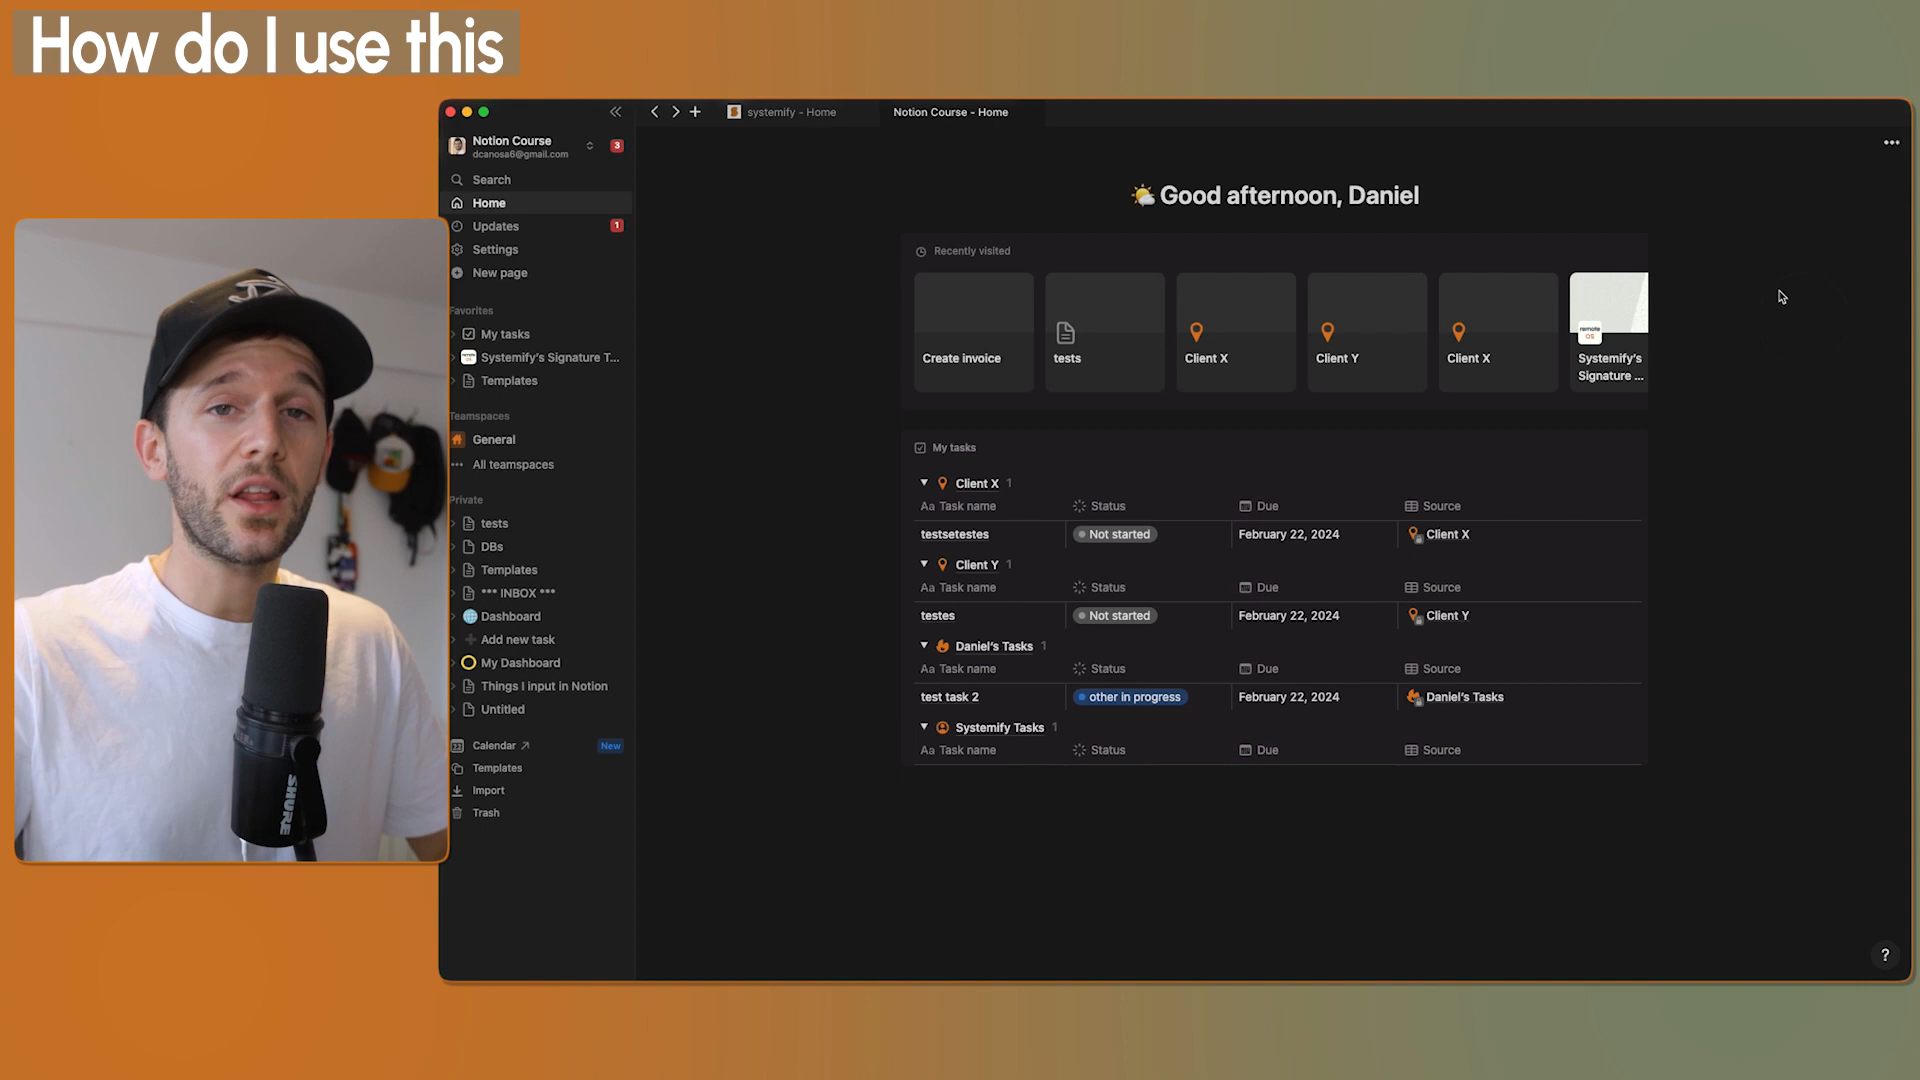 How do I use this
Notion Course
dcanosa6@gmail.com
3
Search
Home
Updates
1
Settings
New page
Favorites
My tasks
Systemify's Signature T...
Templates
Teamspaces
General
All teamspaces
Private
tests
DBs
Templates
*** INBOX ***
Dashboard
Add new task
My Dashboard
Things I input in Notion
Untitled
Calendar ↗ New
Templates
Import
Trash
systemify - Home
Notion Course - Home
Good afternoon, Daniel
Recently visited
Create invoice
tests
Client X
Client Y
Client X
remote
OS
Systemify's
Signature ...
My tasks
Client X 1
Aa Task name Status Due Source
testsetestes Not started February 22, 2024 Client X
Client Y 1
Aa Task name Status Due Source
testes Not started February 22, 2024 Client Y
Daniel's Tasks 1
Aa Task name Status Due Source
test task 2 other in progress February 22, 2024 Daniel's Tasks
Systemify Tasks 1
Aa Task name Status Due Source
?
SHURE